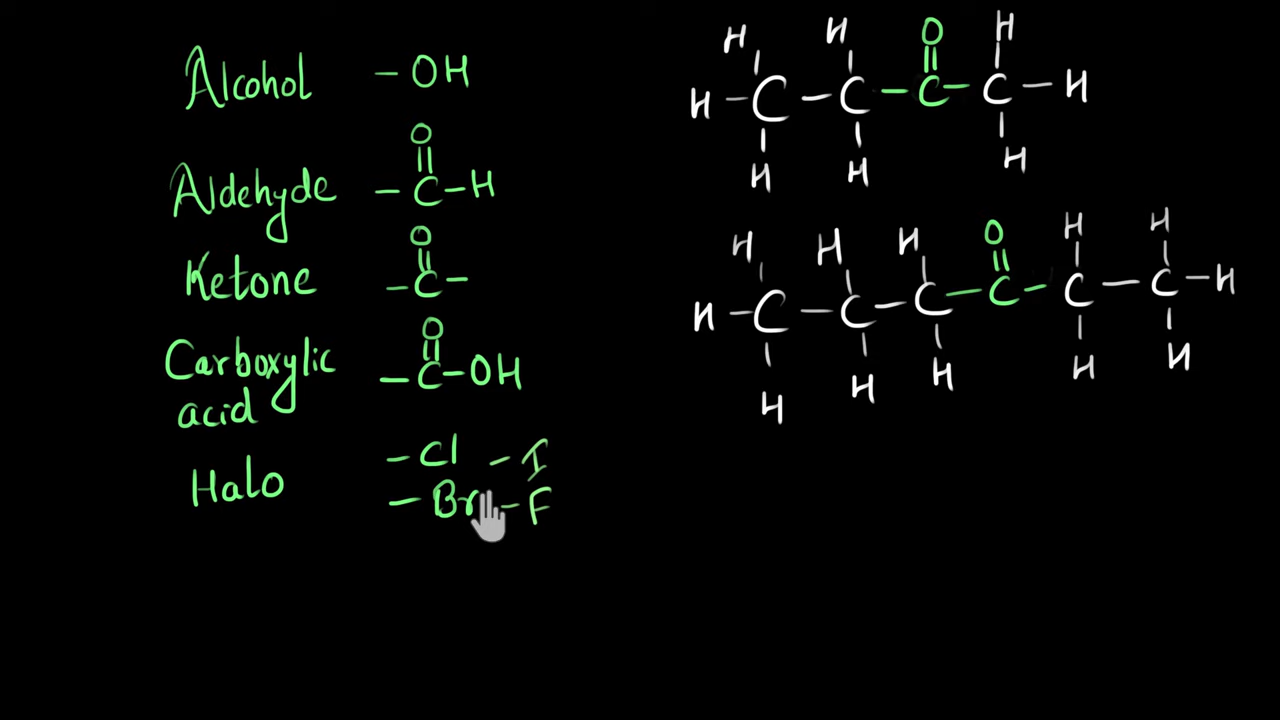 Alcohol – OH
O
Aldehyde – C – H
O
Ketone – C –
O
Carboxylic – C – OH
acid
Halo – Cl – I
– Br – F
H H O H
H – C – C – C – C – H
H H H
H H H O H H
H – C – C – C – C – C – C – H
H H H H H